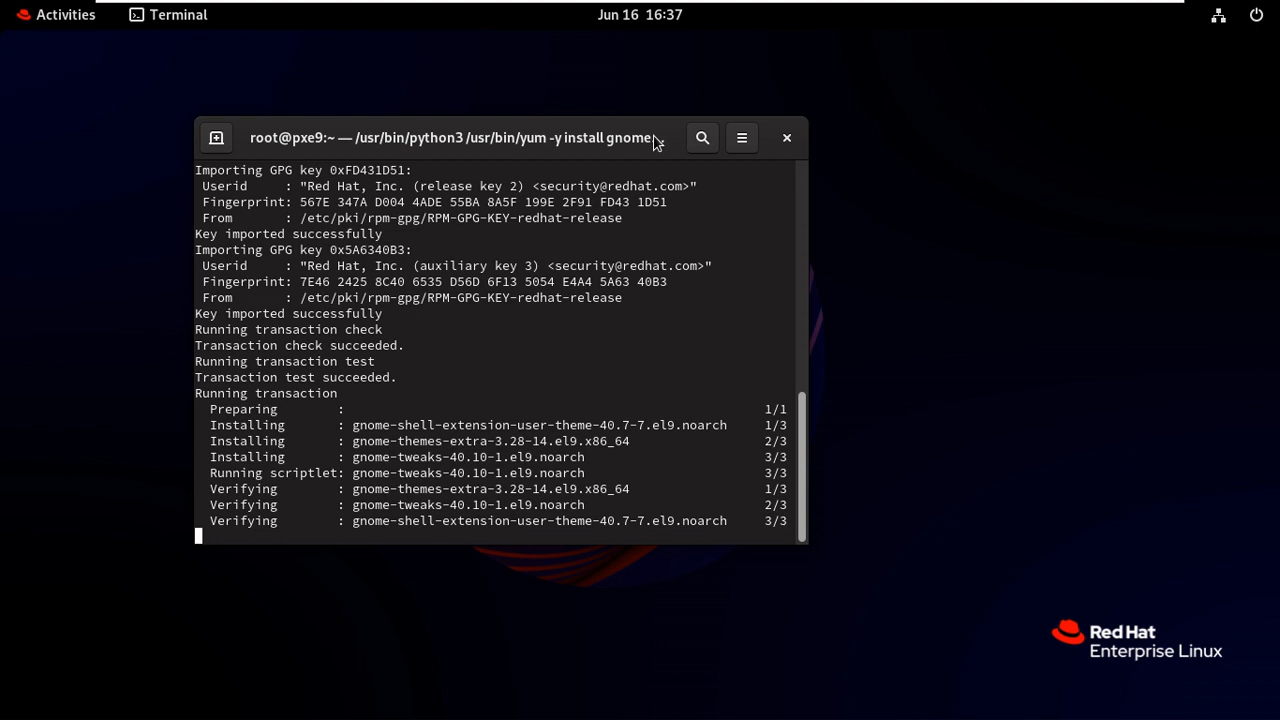 Activities
Terminal
Jun 16 16:37
root@pxe9:~ — /usr/bin/python3 /usr/bin/yum -y install gnome…
Importing GPG key 0xFD431D51:
Userid : "Red Hat, Inc. (release key 2) <security@redhat.com>"
Fingerprint: 567E 347A D004 4ADE 55BA 8A5F 199E 2F91 FD43 1D51
From : /etc/pki/rpm-gpg/RPM-GPG-KEY-redhat-release
Key imported successfully
Importing GPG key 0x5A6340B3:
Userid : "Red Hat, Inc. (auxiliary key 3) <security@redhat.com>"
Fingerprint: 7E46 2425 8C40 6535 D56D 6F13 5054 E4A4 5A63 40B3
From : /etc/pki/rpm-gpg/RPM-GPG-KEY-redhat-release
Key imported successfully
Running transaction check
Transaction check succeeded.
Running transaction test
Transaction test succeeded.
Running transaction
Preparing : 1/1
Installing : gnome-shell-extension-user-theme-40.7-7.el9.noarch 1/3
Installing : gnome-themes-extra-3.28-14.el9.x86_64 2/3
Installing : gnome-tweaks-40.10-1.el9.noarch 3/3
Running scriptlet: gnome-tweaks-40.10-1.el9.noarch 3/3
Verifying : gnome-themes-extra-3.28-14.el9.x86_64 1/3
Verifying : gnome-tweaks-40.10-1.el9.noarch 2/3
Verifying : gnome-shell-extension-user-theme-40.7-7.el9.noarch 3/3
Red Hat
Enterprise Linux